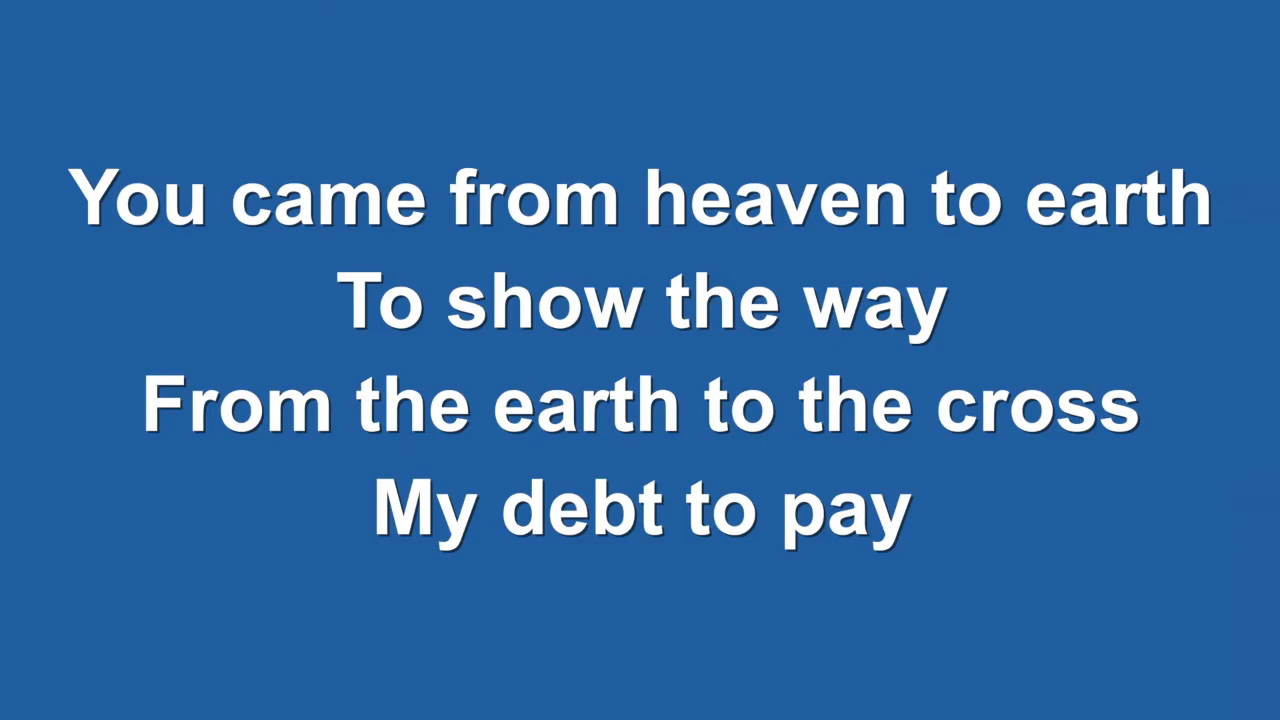 You came from heaven to earth
To show the way
From the earth to the cross
My debt to pay